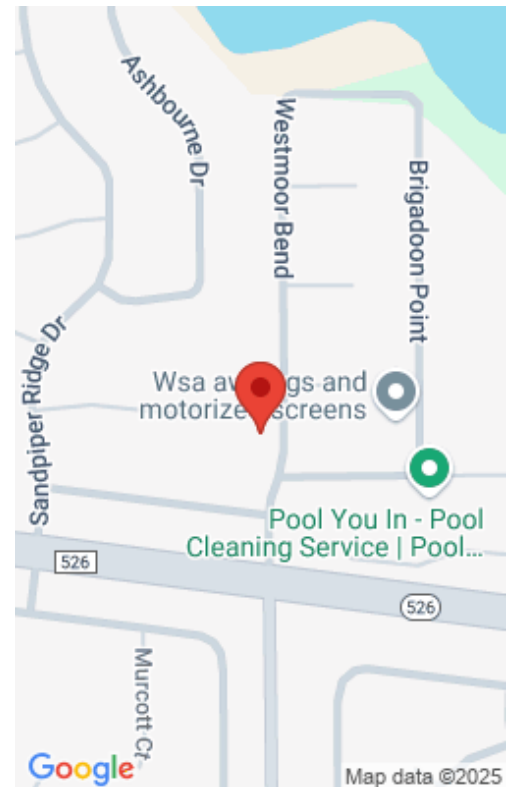 Ashbourne Dr
Westmoor Bend
Brigadoon Point
Sandpiper Ridge Dr
Wsa and
screens
Pool You In - Pool
Cleaning Service | Pool...
526
526
Murcott Ct
Google
Map data ©2025